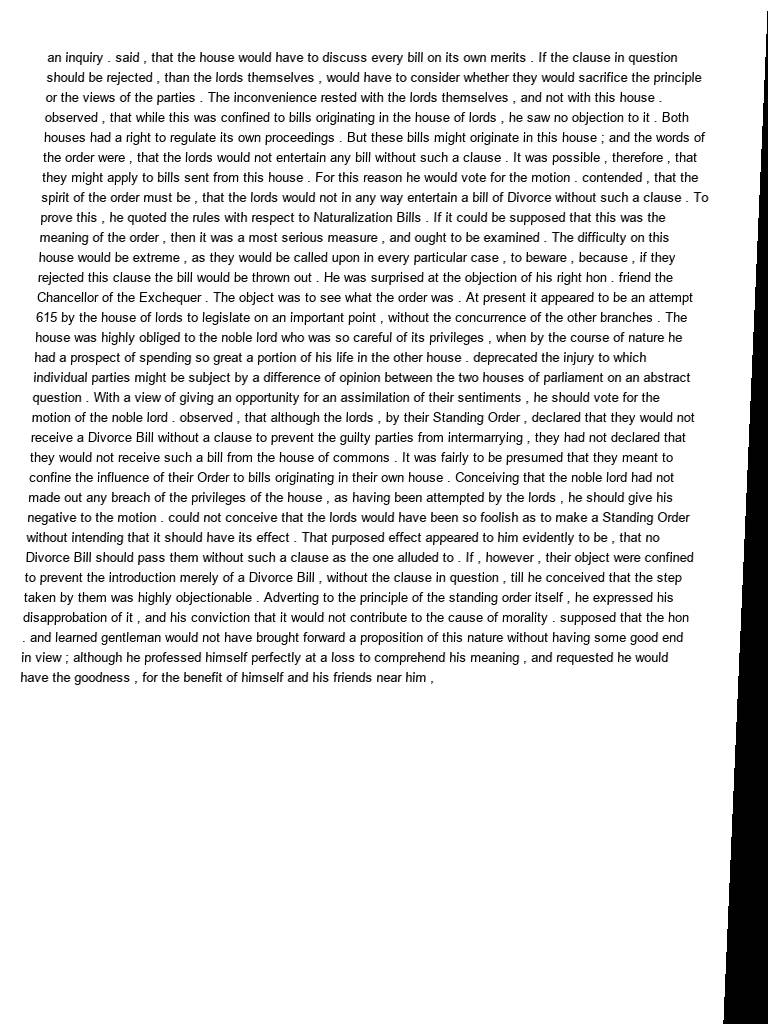 an inquiry . said , that the house would have to discuss every bill on its own merits . If the clause in question
should be rejected , than the lords themselves , would have to consider whether they would sacrifice the principle
or the views of the parties . The inconvenience rested with the lords themselves , and not with this house .
observed , that while this was confined to bills originating in the house of lords , he saw no objection to it . Both
houses had a right to regulate its own proceedings . But these bills might originate in this house ; and the words of
the order were , that the lords would not entertain any bill without such a clause . It was possible , therefore , that
they might apply to bills sent from this house . For this reason he would vote for the motion . contended , that the
spirit of the order must be , that the lords would not in any way entertain a bill of Divorce without such a clause . To
prove this , he quoted the rules with respect to Naturalization Bills . If it could be supposed that this was the
meaning of the order , then it was a most serious measure , and ought to be examined . The difficulty on this
house would be extreme , as they would be called upon in every particular case , to beware , because , if they
rejected this clause the bill would be thrown out . He was surprised at the objection of his right hon . friend the
Chancellor of the Exchequer . The object was to see what the order was . At present it appeared to be an attempt
615 by the house of lords to legislate on an important point , without the concurrence of the other branches . The
house was highly obliged to the noble lord who was so careful of its privileges , when by the course of nature he
had a prospect of spending so great a portion of his life in the other house . deprecated the injury to which
individual parties might be subject by a difference of opinion between the two houses of parliament on an abstract
question . With a view of giving an opportunity for an assimilation of their sentiments , he should vote for the
motion of the noble lord . observed , that although the lords , by their Standing Order , declared that they would not
receive a Divorce Bill without a clause to prevent the guilty parties from intermarrying , they had not declared that
they would not receive such a bill from the house of commons . It was fairly to be presumed that they meant to
confine the influence of their Order to bills originating in their own house . Conceiving that the noble lord had not
made out any breach of the privileges of the house , as having been attempted by the lords , he should give his
negative to the motion . could not conceive that the lords would have been so foolish as to make a Standing Order
without intending that it should have its effect . That purposed effect appeared to him evidently to be , that no
Divorce Bill should pass them without such a clause as the one alluded to . If , however , their object were confined
to prevent the introduction merely of a Divorce Bill , without the clause in question , till he conceived that the step
taken by them was highly objectionable . Adverting to the principle of the standing order itself , he expressed his
disapprobation of it , and his conviction that it would not contribute to the cause of morality . supposed that the hon
. and learned gentleman would not have brought forward a proposition of this nature without having some good end
in view ; although he professed himself perfectly at a loss to comprehend his meaning , and requested he would
have the goodness , for the benefit of himself and his friends near him ,